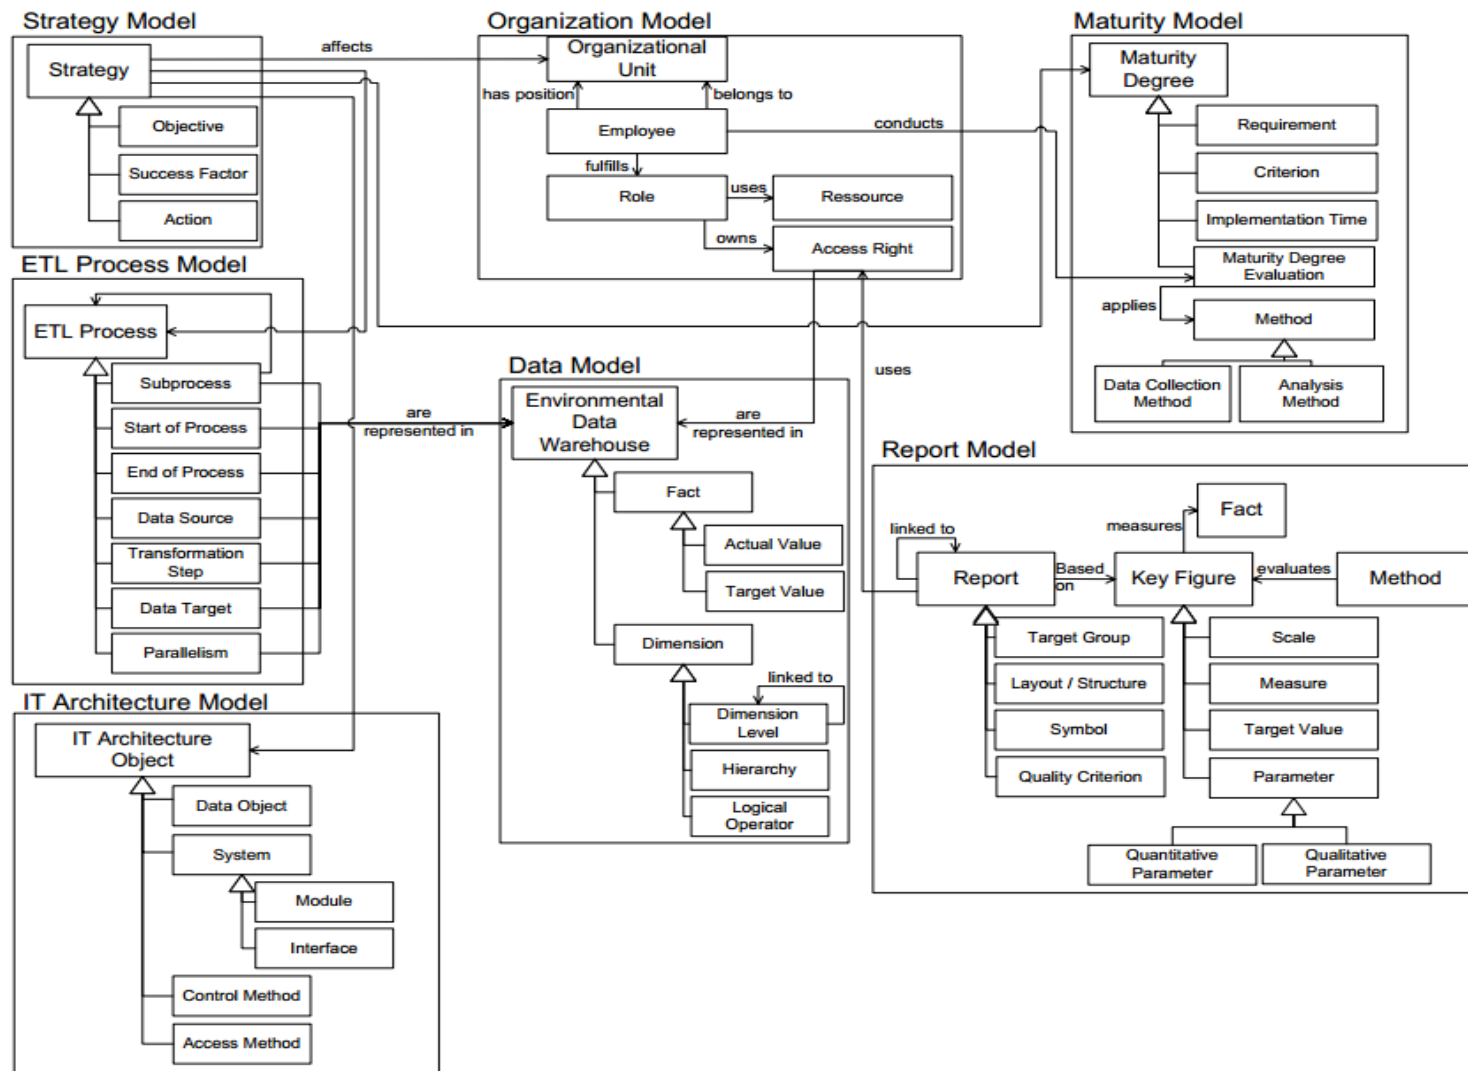 Strategy Model
Strategy
Objective
Success Factor
Action
affects
Organization Model
Organizational
Unit
has position
belongs to
Employee
conducts
fulfills
Role
uses
Ressource
owns
Access Right
Maturity Model
Maturity
Degree
Requirement
Criterion
Implementation Time
Maturity Degree
Evaluation
applies
Method
Data Collection
Method
Analysis
Method
ETL Process Model
ETL Process
Subprocess
Start of Process
End of Process
Data Source
Transformation
Step
Data Target
Parallelism
are
represented in
Data Model
Environmental
Data
Warehouse
are
represented in
uses
Fact
Actual Value
Target Value
Dimension
linked to
Dimension
Level
Hierarchy
Logical
Operator
Report Model
Fact
measures
linked to
Report
Based
on
Key Figure
evaluates
Method
Target Group
Layout / Structure
Symbol
Quality Criterion
Scale
Measure
Target Value
Parameter
Quantitative
Parameter
Qualitative
Parameter
IT Architecture Model
IT Architecture
Object
Data Object
System
Module
Interface
Control Method
Access Method